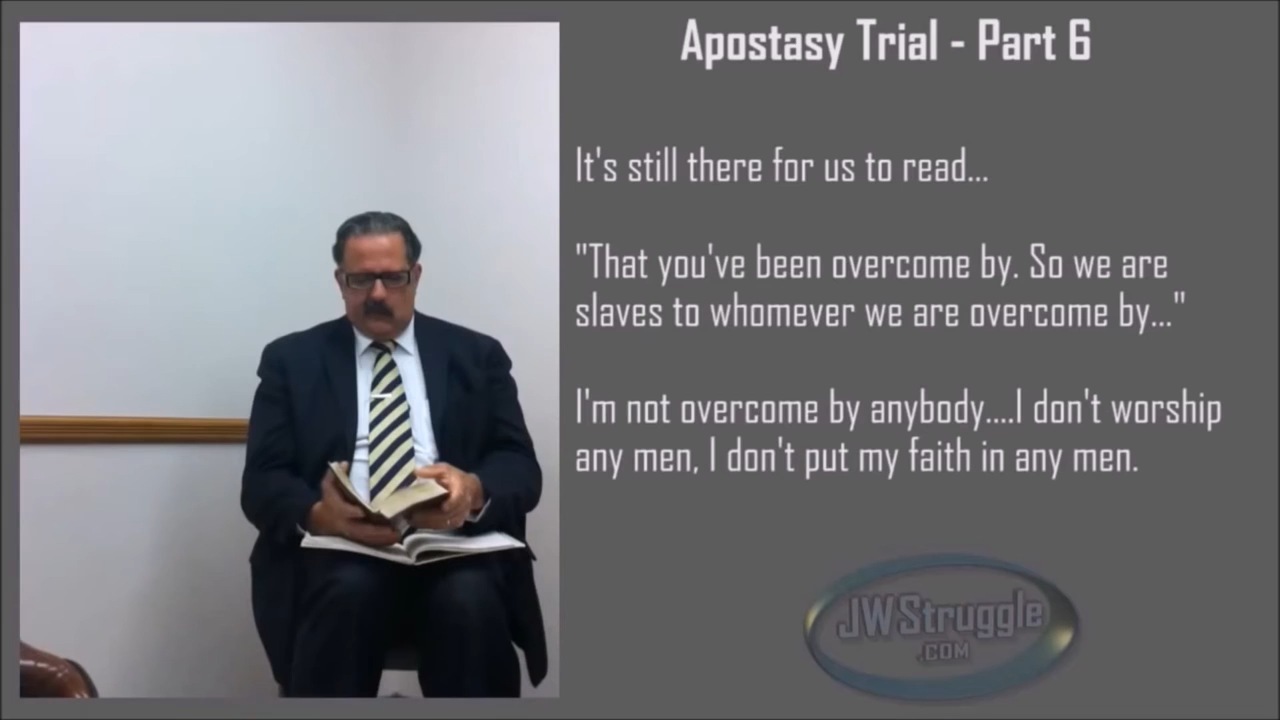 Apostasy Trial - Part 6
It's still there for us to read...
"That you've been overcome by. So we are
slaves to whomever we are overcome by..."
I'm not overcome by anybody....I don't worship
any men, I don't put my faith in any men.
JWStruggle
.COM